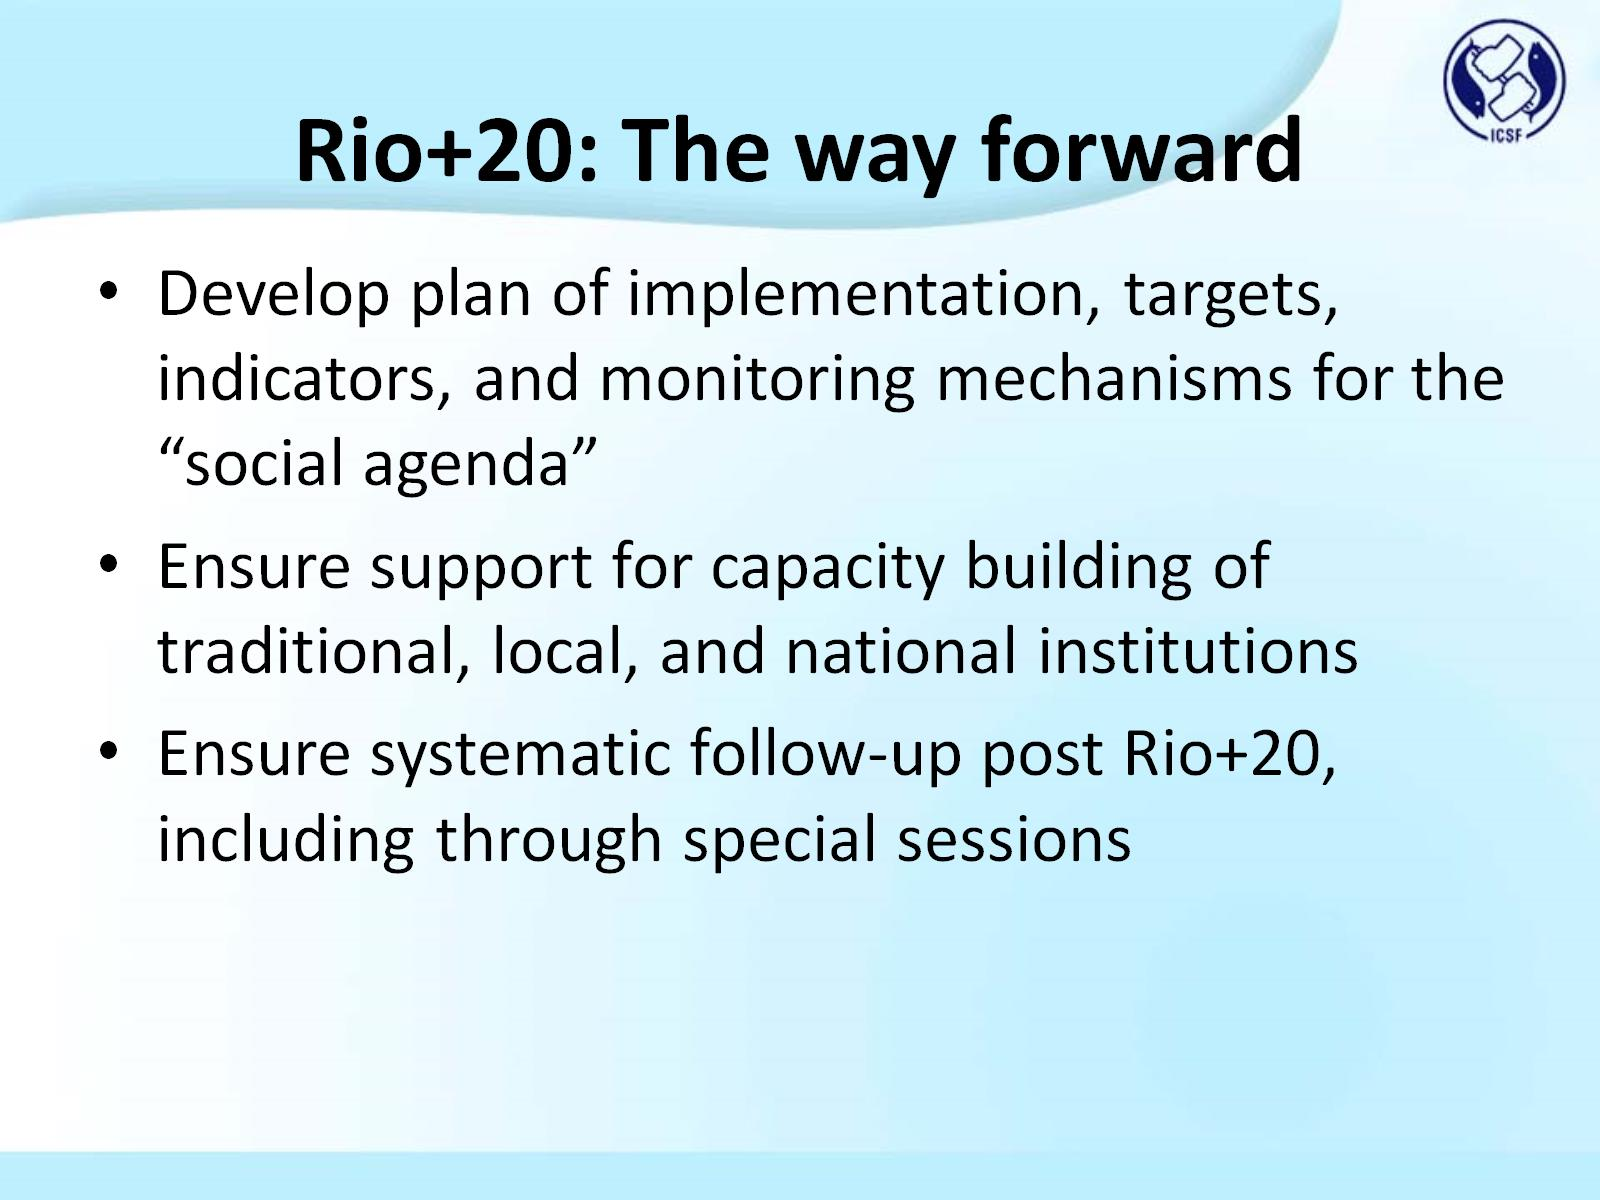 ICSF
Rio+20: The way forward
• Develop plan of implementation, targets,
indicators, and monitoring mechanisms for the
“social agenda”
• Ensure support for capacity building of
traditional, local, and national institutions
• Ensure systematic follow-up post Rio+20,
including through special sessions